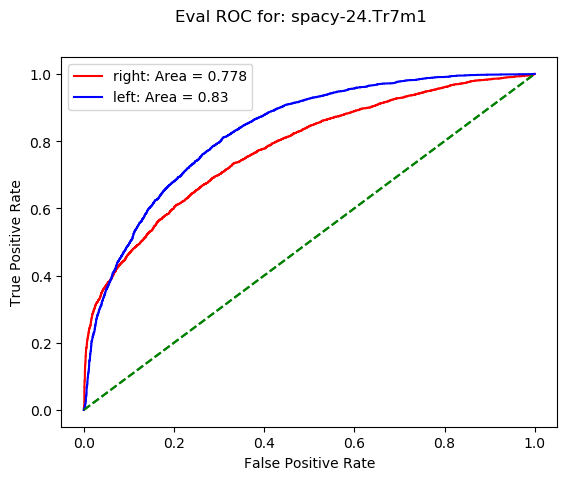 Eval ROC for: spacy-24.Tr7m1
right: Area = 0.778
left: Area = 0.83
True Positive Rate
1.0
0.8
0.6
0.4
0.2
0.0
0.0 0.2 0.4 0.6 0.8 1.0
False Positive Rate